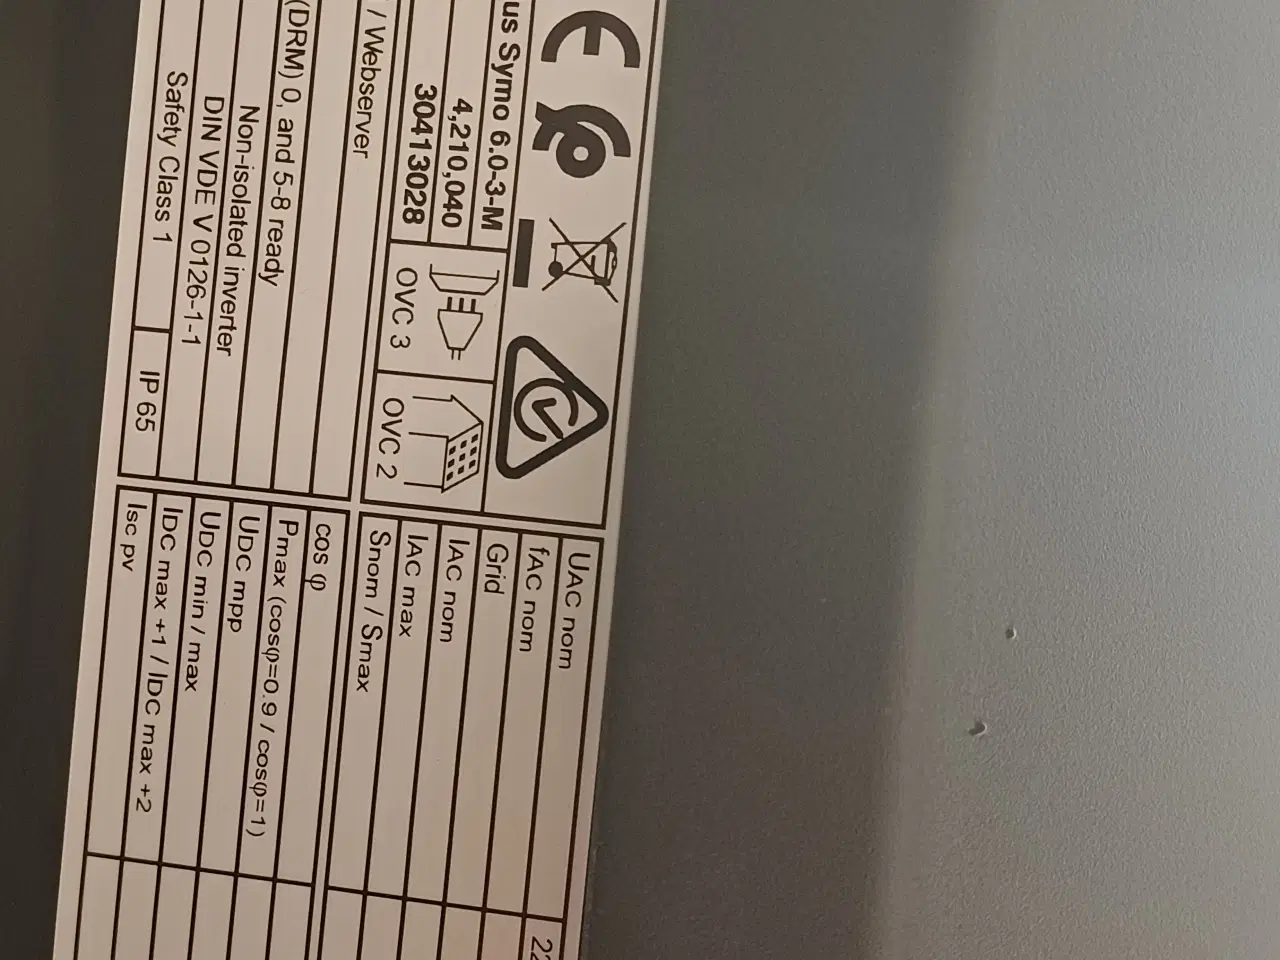 us Symo 6.0-3-M
4,210,040
30413028
OVC 3
OVC 2
/ Webserver
(DRM) 0, and 5-8 ready
Non-isolated inverter
DIN VDE V 0126-1-1
Safety Class 1
IP 65
UAC nom
fAC nom
Grid
IAC nom
IAC max
Snom / Smax
cos φ
Pmax (cosφ=0.9 / cosφ=1)
UDC mpp
UDC min / max
IDC max +1 / IDC max +2
Isc pv